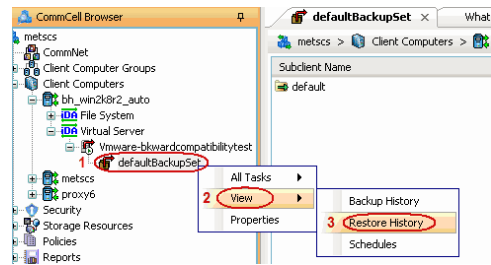 CommCell Browser
metscs
CommNet
Client Computer Groups
Client Computers
bh_win2k8r2_auto
iDA File System
iDA Virtual Server
Vmware-bkwardcompatibilitytest
1 defaultBackupSet
metscs
proxy6
Security
Storage Resources
Policies
Reports
defaultBackupSet ×
What
metscs > Client Computers >
Subclient Name
default
All Tasks
2 View
Properties
Backup History
3 Restore History
Schedules